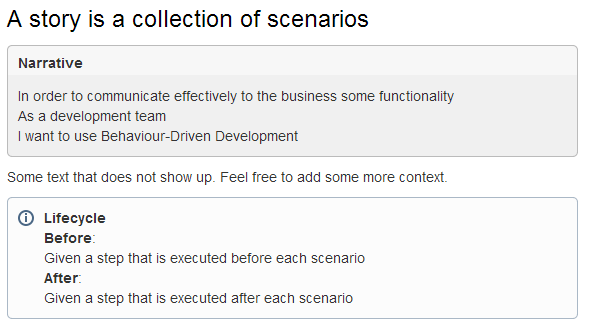 A story is a collection of scenarios
Narrative
In order to communicate effectively to the business some functionality
As a development team
I want to use Behaviour-Driven Development
Some text that does not show up. Feel free to add some more context.
Lifecycle
Before:
Given a step that is executed before each scenario
After:
Given a step that is executed after each scenario